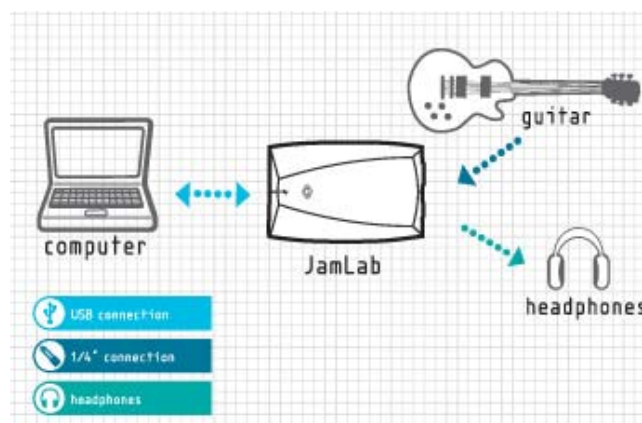 guitar
computer
JamLab
headphones
USB connection
1/4" connection
headphones